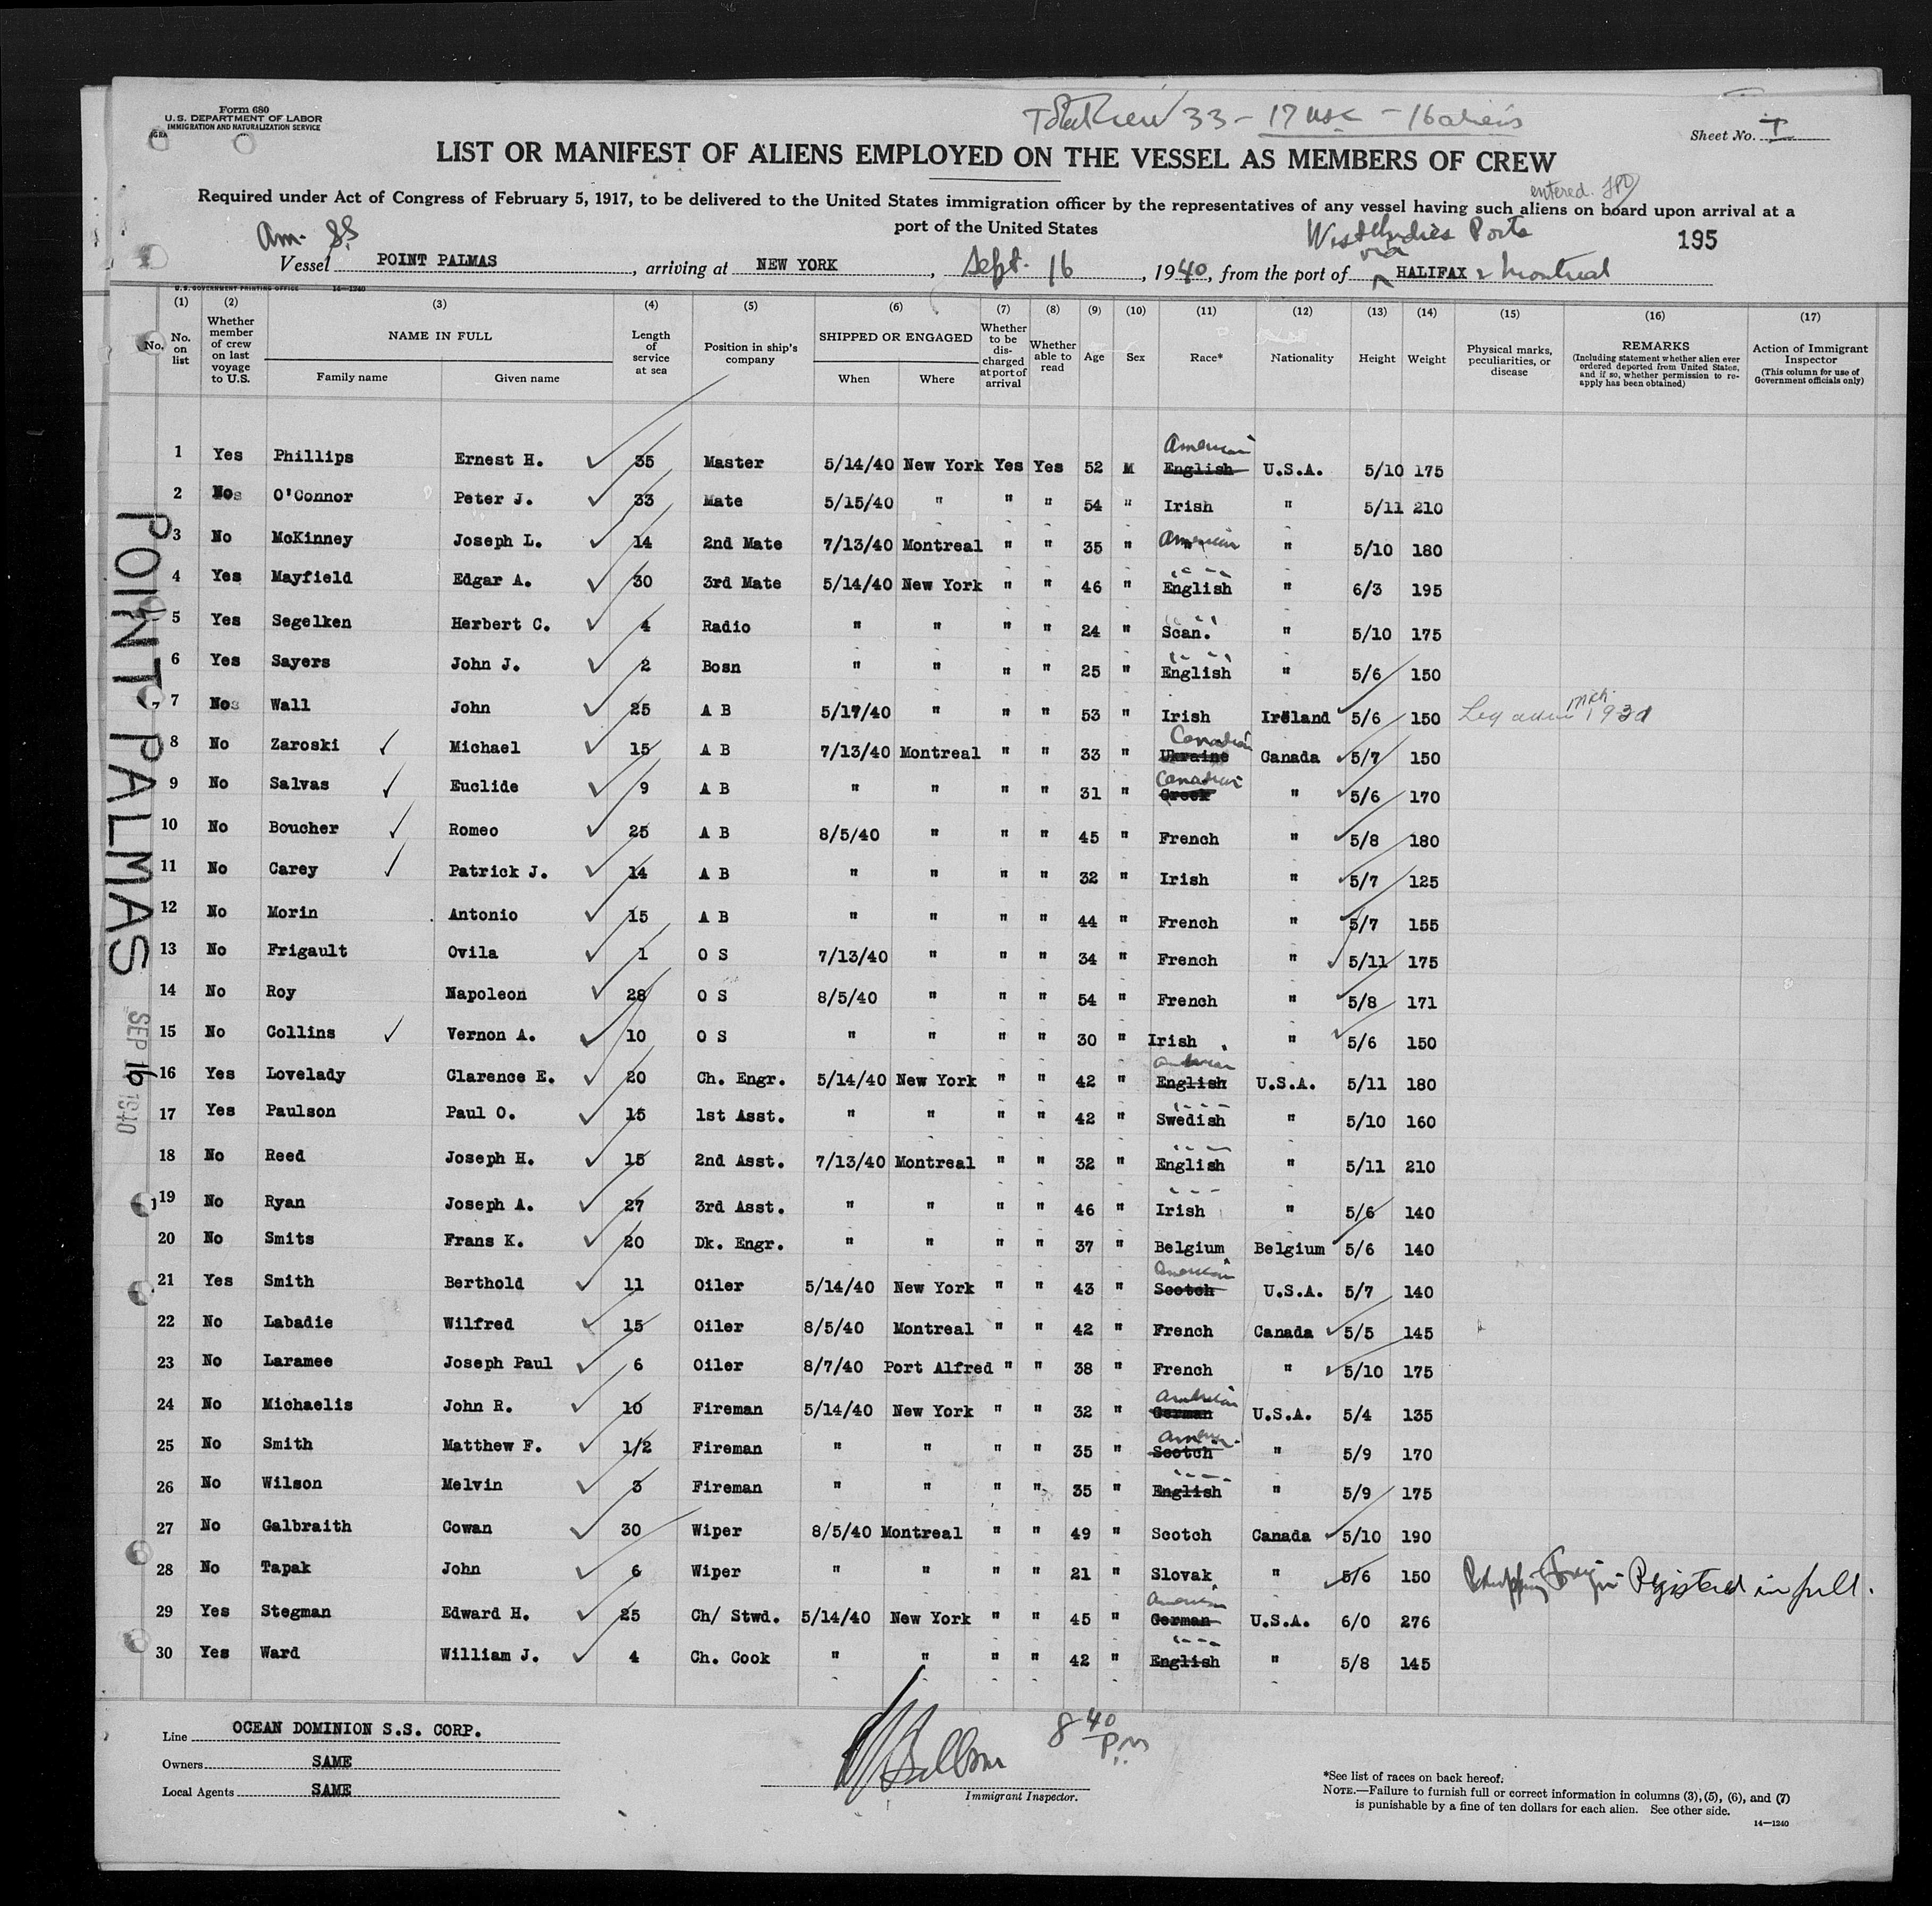 Form 680
U.S. DEPARTMENT OF LABOR
IMMIGRATION AND NATURALIZATION SERVICE
Total Crew 33 - 17 USC - 16 aliens
Sheet No. I
LIST OR MANIFEST OF ALIENS EMPLOYED ON THE VESSEL AS MEMBERS OF CREW
entered.
Required under Act of Congress of February 5, 1917, to be delivered to the United States immigration officer by the representatives of any vessel having such aliens on board upon arrival at a
port of the United States
Am. SS
West Indies Ports
195
via
Vessel POINT PALMAS, arriving at NEW YORK, Sept. 16, 1940, from the port of HALIFAX & Montreal
U.S. GOVERNMENT PRINTING OFFICE 14—1240
(1) (2) (3) (4) (5) (6) (7) (8) (9) (10) (11) (12) (13) (14) (15) (16) (17)
No. No. on list
Whether member of crew on last voyage to U.S.
NAME IN FULL
Family name Given name
Length of service at sea
Position in ship's company
SHIPPED OR ENGAGED
When Where
Whether to be discharged at port of arrival
Whether able to read
Age Sex Race* Nationality Height Weight
Physical marks, peculiarities, or disease
REMARKS
(Including statement whether alien ever ordered deported from United States, and if so, whether permission to re-apply has been obtained)
Action of Immigrant Inspector
(This column for use of Government officials only)
1 Yes Phillips Ernest H. 35 Master 5/14/40 New York Yes Yes 52 M English American U.S.A. 5/10 175
2 No O'Connor Peter J. 33 Mate 5/15/40 " " " 54 " Irish " 5/11 210
3 No McKinney Joseph L. 14 2nd Mate 7/13/40 Montreal " " 35 " American " 5/10 180
4 Yes Mayfield Edgar A. 30 3rd Mate 5/14/40 New York " " 46 " English " 6/3 195
5 Yes Segelken Herbert C. 4 Radio " " " " 24 " Scan. " 5/10 175
6 Yes Sayers John J. 2 Bosn " " " " 25 " English " 5/6 150
7 No Wall John 25 A B 5/17/40 " " " 53 " Irish Ireland 5/6 150
8 No Zaroski Michael 15 A B 7/13/40 Montreal " " 33 " Ukraine Canadian Canada 5/7 150
9 No Salvas Euclide 9 A B " " " " 31 " Greek Canadian " 5/6 170
10 No Boucher Romeo 25 A B 8/5/40 " " " 45 " French " 5/8 180
11 No Carey Patrick J. 14 A B " " " " 32 " Irish " 5/7 125
12 No Morin Antonio 15 A B " " " " 44 " French " 5/7 155
13 No Frigault Ovila 1 O S 7/13/40 " " " 34 " French " 5/11 175
14 No Roy Napoleon 28 O S 8/5/40 " " " 54 " French " 5/8 171
15 No Collins Vernon A. 10 O S " " " " 30 " Irish " 5/6 150
16 Yes Lovelady Clarence E. 20 Ch. Engr. 5/14/40 New York " " 42 " English American U.S.A. 5/11 180
17 Yes Paulson Paul O. 15 1st Asst. " " " " 42 " Swedish " 5/10 160
18 No Reed Joseph H. 15 2nd Asst. 7/13/40 Montreal " " 32 " English " 5/11 210
19 No Ryan Joseph A. 27 3rd Asst. " " " " 46 " Irish " 5/6 140
20 No Smits Frans K. 20 Dk. Engr. " " " " 37 " Belgium Belgium 5/6 140
21 Yes Smith Berthold 11 Oiler 5/14/40 New York " " 43 " Scotch American U.S.A. 5/7 140
22 No Labadie Wilfred 15 Oiler 8/5/40 Montreal " " 42 " French Canada 5/5 145
23 No Laramee Joseph Paul 6 Oiler 8/7/40 Port Alfred " " 38 " French " 5/10 175
24 No Michaelis John R. 10 Fireman 5/14/40 New York " " 32 " German American U.S.A. 5/4 135
25 No Smith Matthew F. 1/2 Fireman " " " " 35 " Scotch Amer. " 5/9 170
26 No Wilson Melvin 3 Fireman " " " " 35 " English " 5/9 175
27 No Galbraith Cowan 30 Wiper 8/5/40 Montreal " " 49 " Scotch Canada 5/10 190
28 No Tapak John 6 Wiper " " " " 21 " Slovak " 5/6 150 Reshipping Foreign Registered in full.
29 Yes Stegman Edward H. 25 Ch/ Stwd. 5/14/40 New York " " 45 " German American U.S.A. 6/0 276
30 Yes Ward William J. 4 Ch. Cook " " " " 42 " English " 5/8 145
POINT PALMAS
SEP 16 1940
Line OCEAN DOMINION S.S. CORP.
Owners SAME
Local Agents SAME
8 40 PM
Immigrant Inspector.
*See list of races on back hereof.
NOTE.—Failure to furnish full or correct information in columns (3), (5), (6), and (7)
is punishable by a fine of ten dollars for each alien. See other side.
14—1240